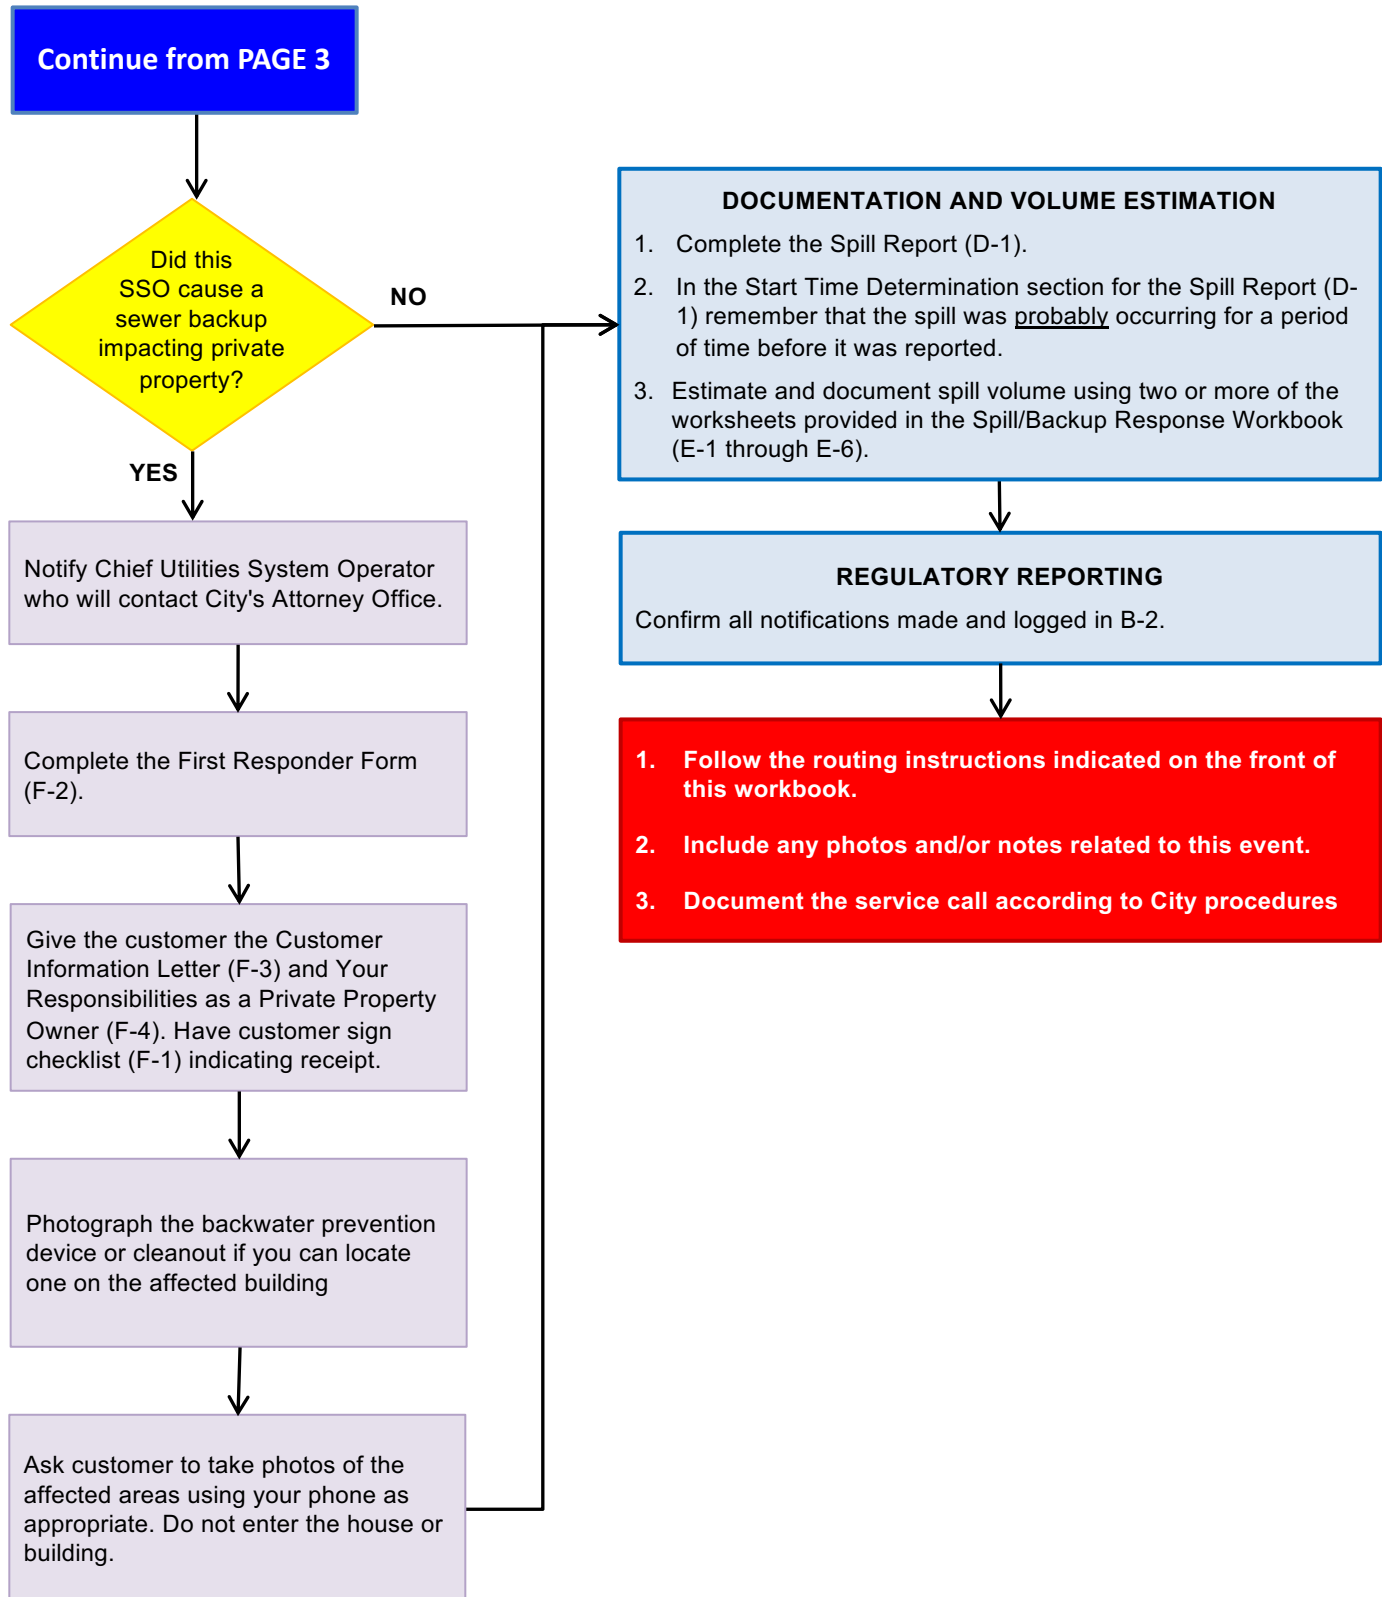 Continue from PAGE 3
Did this
SSO cause a
sewer backup
impacting private
property?
NO
YES
Notify Chief Utilities System Operator
who will contact City's Attorney Office.
Complete the First Responder Form
(F-2).
Give the customer the Customer
Information Letter (F-3) and Your
Responsibilities as a Private Property
Owner (F-4). Have customer sign
checklist (F-1) indicating receipt.
Photograph the backwater prevention
device or cleanout if you can locate
one on the affected building
Ask customer to take photos of the
affected areas using your phone as
appropriate. Do not enter the house or
building.
DOCUMENTATION AND VOLUME ESTIMATION
1. Complete the Spill Report (D-1).
2. In the Start Time Determination section for the Spill Report (D-
1) remember that the spill was probably occurring for a period
of time before it was reported.
3. Estimate and document spill volume using two or more of the
worksheets provided in the Spill/Backup Response Workbook
(E-1 through E-6).
REGULATORY REPORTING
Confirm all notifications made and logged in B-2.
1. Follow the routing instructions indicated on the front of
this workbook.
2. Include any photos and/or notes related to this event.
3. Document the service call according to City procedures